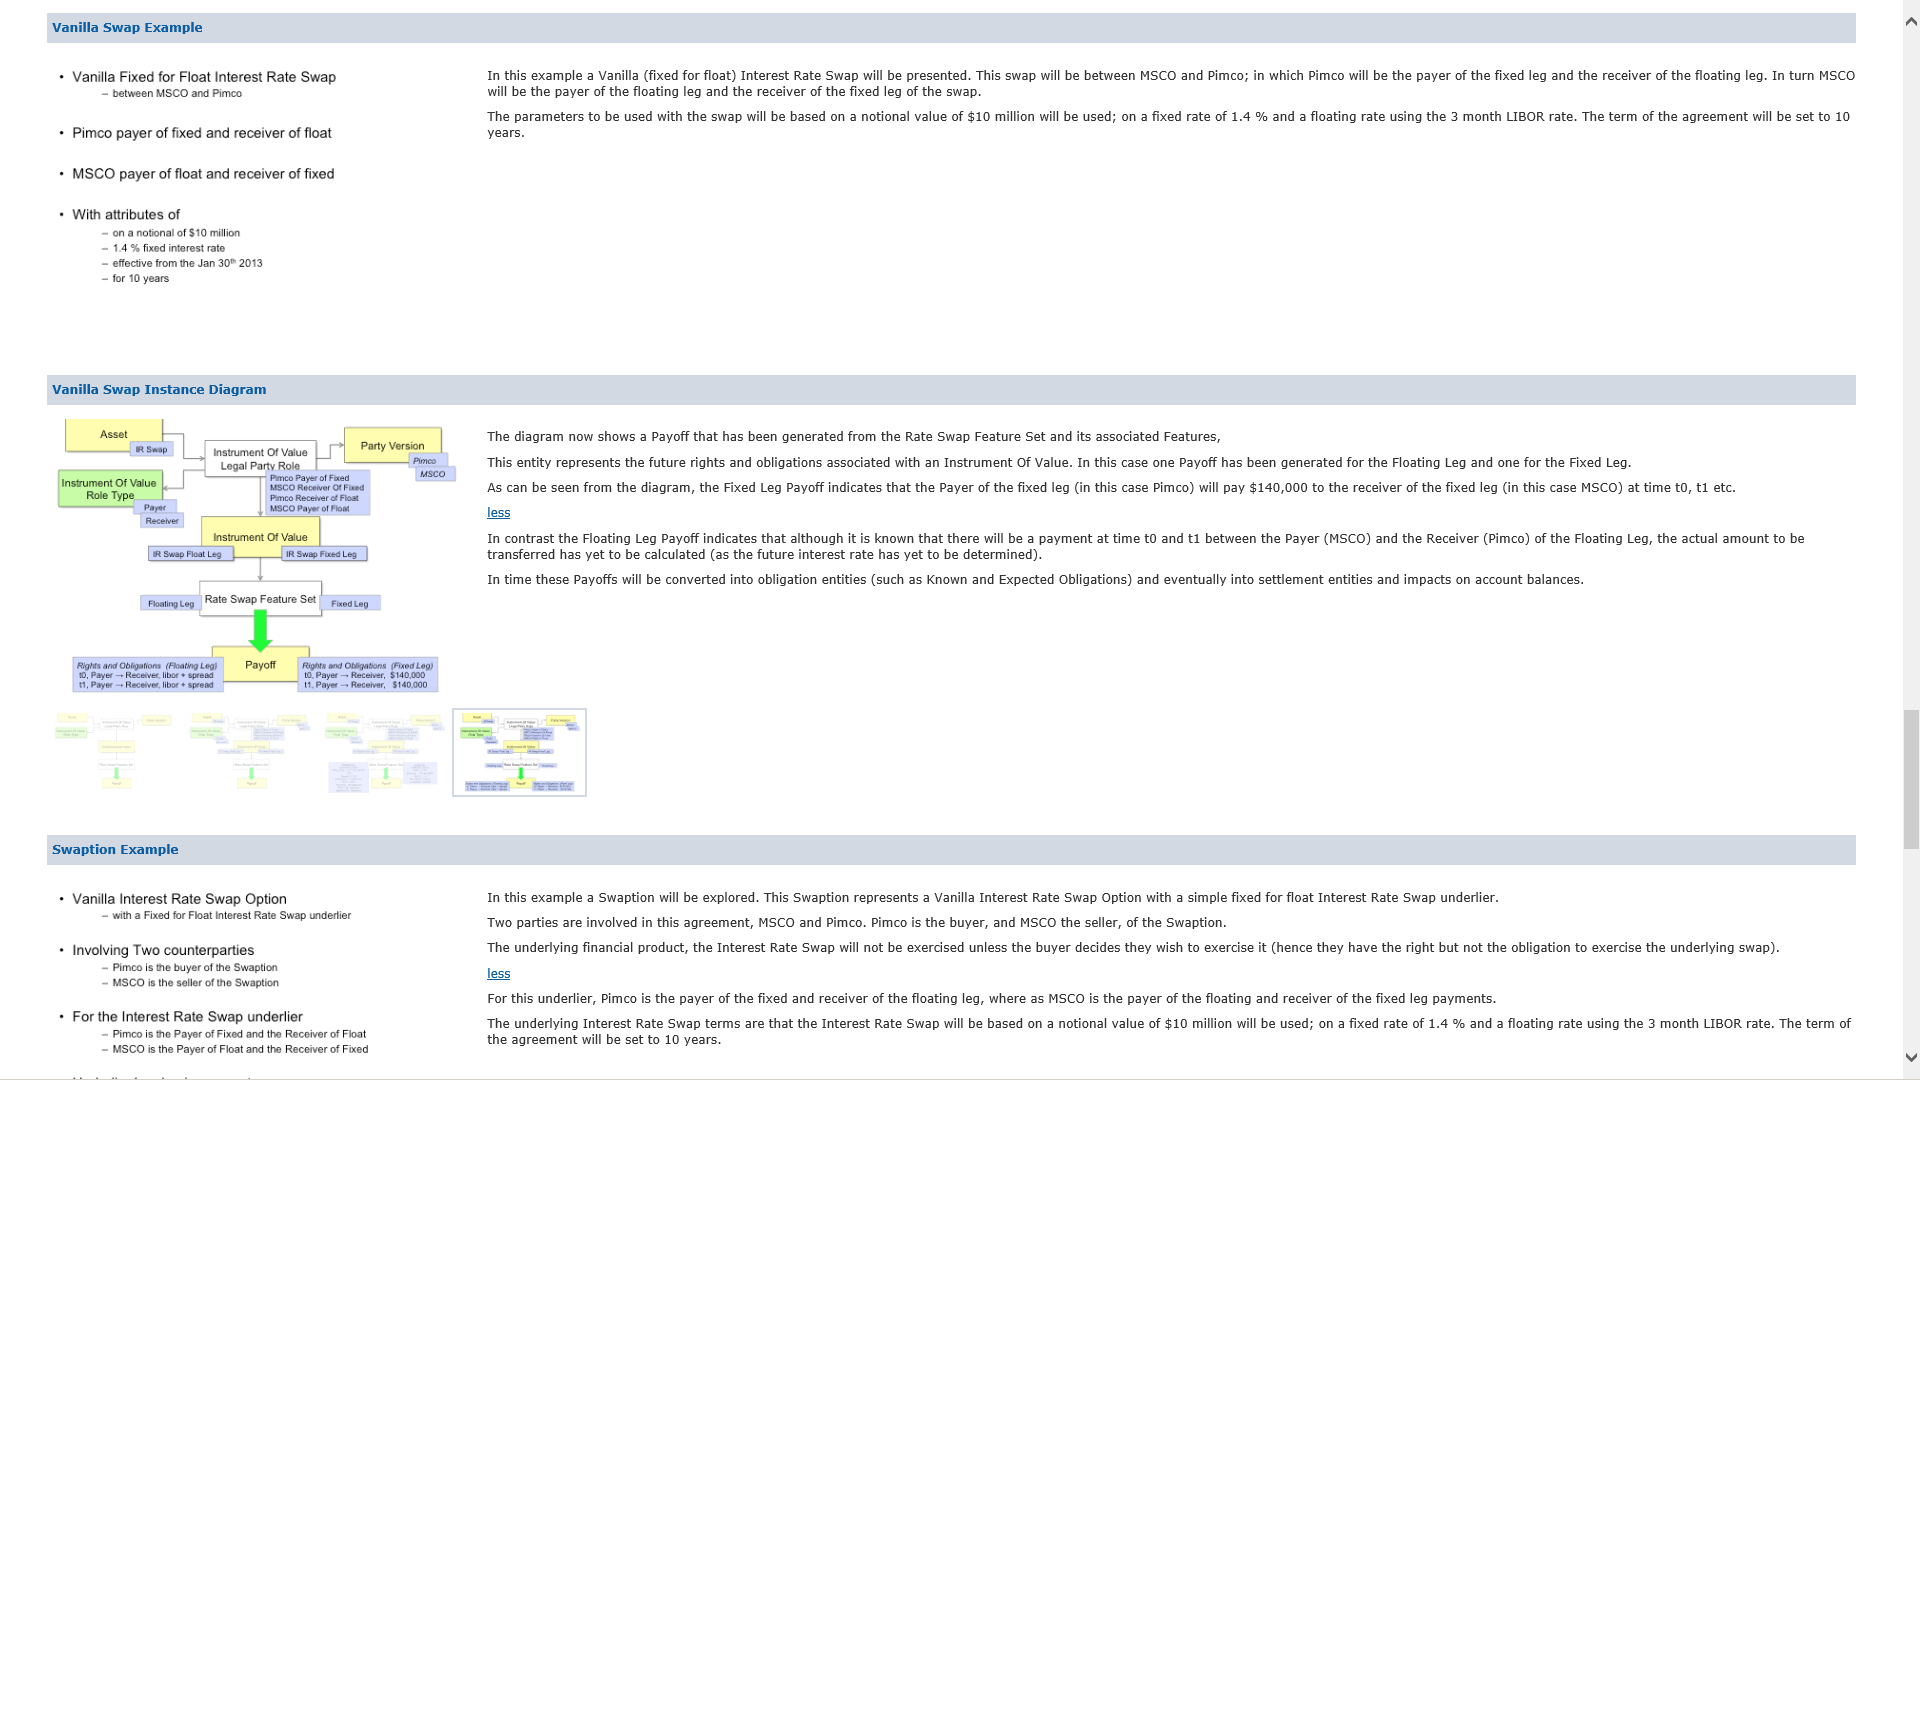 Vanilla Swap Example
• Vanilla Fixed for Float Interest Rate Swap
– between MSCO and Pimco
• Pimco payer of fixed and receiver of float
• MSCO payer of float and receiver of fixed
• With attributes of
– on a notional of $10 million
– 1.4 % fixed interest rate
– effective from the Jan 30th 2013
– for 10 years
In this example a Vanilla (fixed for float) Interest Rate Swap will be presented. This swap will be between MSCO and Pimco; in which Pimco will be the payer of the fixed leg and the receiver of the floating leg. In turn MSCO
will be the payer of the floating leg and the receiver of the fixed leg of the swap.
The parameters to be used with the swap will be based on a notional value of $10 million will be used; on a fixed rate of 1.4 % and a floating rate using the 3 month LIBOR rate. The term of the agreement will be set to 10
years.
Vanilla Swap Instance Diagram
Asset
IR Swap
Instrument Of Value
Legal Party Role
Party Version
Pimco
MSCO
Instrument Of Value
Role Type
Payer
Receiver
Pimco Payer of Fixed
MSCO Receiver Of Fixed
Pimco Receiver of Float
MSCO Payer of Float
Instrument Of Value
IR Swap Float Leg
IR Swap Fixed Leg
Floating Leg
Rate Swap Feature Set
Fixed Leg
Payoff
Rights and Obligations (Floating Leg)
t0, Payer → Receiver, libor + spread
t1, Payer → Receiver, libor + spread
Rights and Obligations (Fixed Leg)
t0, Payer → Receiver, $140,000
t1, Payer → Receiver, $140,000
The diagram now shows a Payoff that has been generated from the Rate Swap Feature Set and its associated Features,
This entity represents the future rights and obligations associated with an Instrument Of Value. In this case one Payoff has been generated for the Floating Leg and one for the Fixed Leg.
As can be seen from the diagram, the Fixed Leg Payoff indicates that the Payer of the fixed leg (in this case Pimco) will pay $140,000 to the receiver of the fixed leg (in this case MSCO) at time t0, t1 etc.
less
In contrast the Floating Leg Payoff indicates that although it is known that there will be a payment at time t0 and t1 between the Payer (MSCO) and the Receiver (Pimco) of the Floating Leg, the actual amount to be
transferred has yet to be calculated (as the future interest rate has yet to be determined).
In time these Payoffs will be converted into obligation entities (such as Known and Expected Obligations) and eventually into settlement entities and impacts on account balances.
Swaption Example
• Vanilla Interest Rate Swap Option
– with a Fixed for Float Interest Rate Swap underlier
• Involving Two counterparties
– Pimco is the buyer of the Swaption
– MSCO is the seller of the Swaption
• For the Interest Rate Swap underlier
– Pimco is the Payer of Fixed and the Receiver of Float
– MSCO is the Payer of Float and the Receiver of Fixed
In this example a Swaption will be explored. This Swaption represents a Vanilla Interest Rate Swap Option with a simple fixed for float Interest Rate Swap underlier.
Two parties are involved in this agreement, MSCO and Pimco. Pimco is the buyer, and MSCO the seller, of the Swaption.
The underlying financial product, the Interest Rate Swap will not be exercised unless the buyer decides they wish to exercise it (hence they have the right but not the obligation to exercise the underlying swap).
less
For this underlier, Pimco is the payer of the fixed and receiver of the floating leg, where as MSCO is the payer of the floating and receiver of the fixed leg payments.
The underlying Interest Rate Swap terms are that the Interest Rate Swap will be based on a notional value of $10 million will be used; on a fixed rate of 1.4 % and a floating rate using the 3 month LIBOR rate. The term of
the agreement will be set to 10 years.